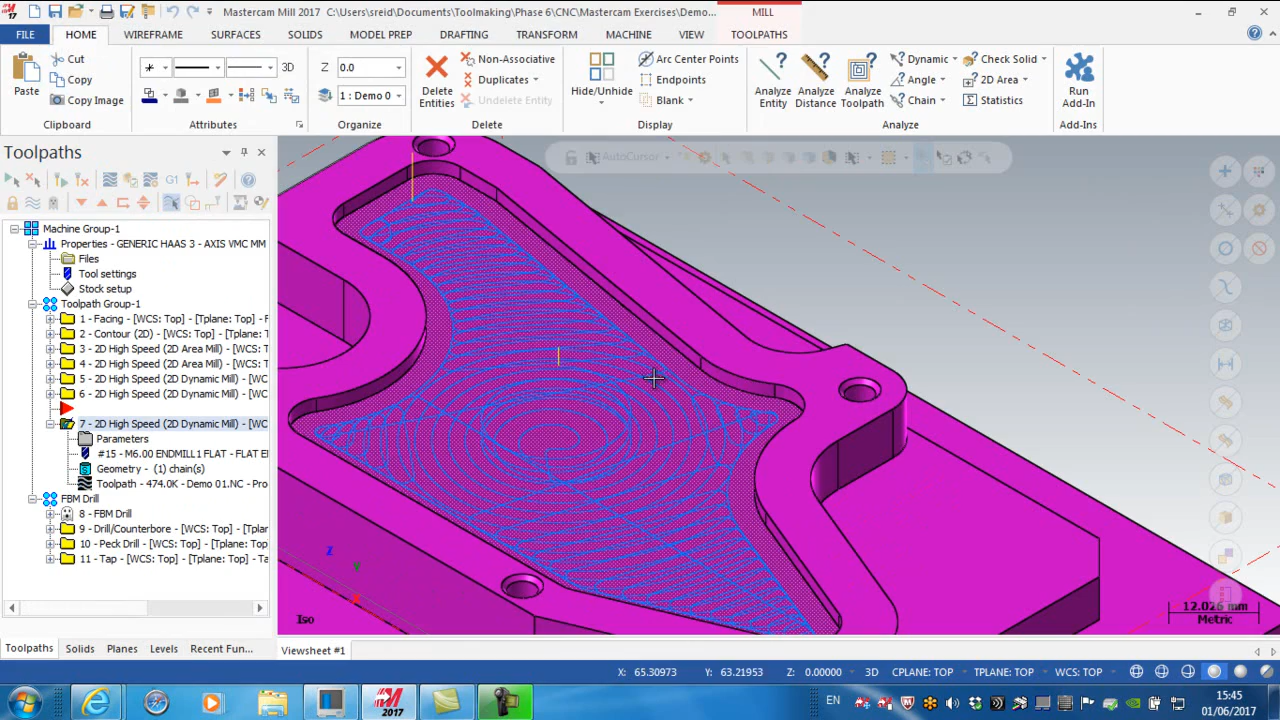 Mastercam Mill 2017 C:\Users\sreid\Documents\Toolmaking\Phase 6\CNC\Mastercam Exercises\Demo...
MILL
FILE HOME WIREFRAME SURFACES SOLIDS MODEL PREP DRAFTING TRANSFORM MACHINE VIEW TOOLPATHS
Paste
Cut
Copy
Copy Image
Clipboard
3D
Attributes
Z 0.0
1 : Demo 0
Organize
Delete Entities
Non-Associative
Duplicates
Undelete Entity
Delete
Hide/Unhide
Arc Center Points
Endpoints
Blank
Display
Analyze Entity
Analyze Distance
Analyze Toolpath
Dynamic
Angle
Chain
Check Solid
2D Area
Statistics
Analyze
Run Add-In
Add-Ins
Toolpaths
AutoCursor
G1
Machine Group-1
Properties - GENERIC HAAS 3 - AXIS VMC MM
Files
Tool settings
Stock setup
Toolpath Group-1
1 - Facing - [WCS: Top] - [Tplane:
2 - Contour (2D) - [WCS: Top] - [T
3 - 2D High Speed (2D Area Mill) - [WCS
4 - 2D High Speed (2D Area Mill) - [WCS
5 - 2D High Speed (2D Dynamic Mill) - [
6 - 2D High Speed (2D Dynamic Mill) - [
7 - 2D High Speed (2D Dynamic Mill) - [WC
Parameters
#15 - M6.00 ENDMILL1 FLAT - FLAT E
Geometry - (1) chain(s)
Toolpath - 474.0K - Demo 01.NC - Pro
FBM Drill
8 - FBM Drill
9 - Drill/Counterbore - [WCS: Top] - [Tp
10 - Peck Drill - [WCS: Top] - [Tplane: T
11 - Tap - [WCS: Top] - [Tplane: Top] - Ta
Z
Y
X
Iso
12.026 mm
Metric
Toolpaths Solids Planes Levels Recent Fun...
Viewsheet #1
X: 65.30973 Y: 63.21953 Z: 0.00000 3D CPLANE: TOP TPLANE: TOP WCS: TOP
2017
EN
15:45
01/06/2017